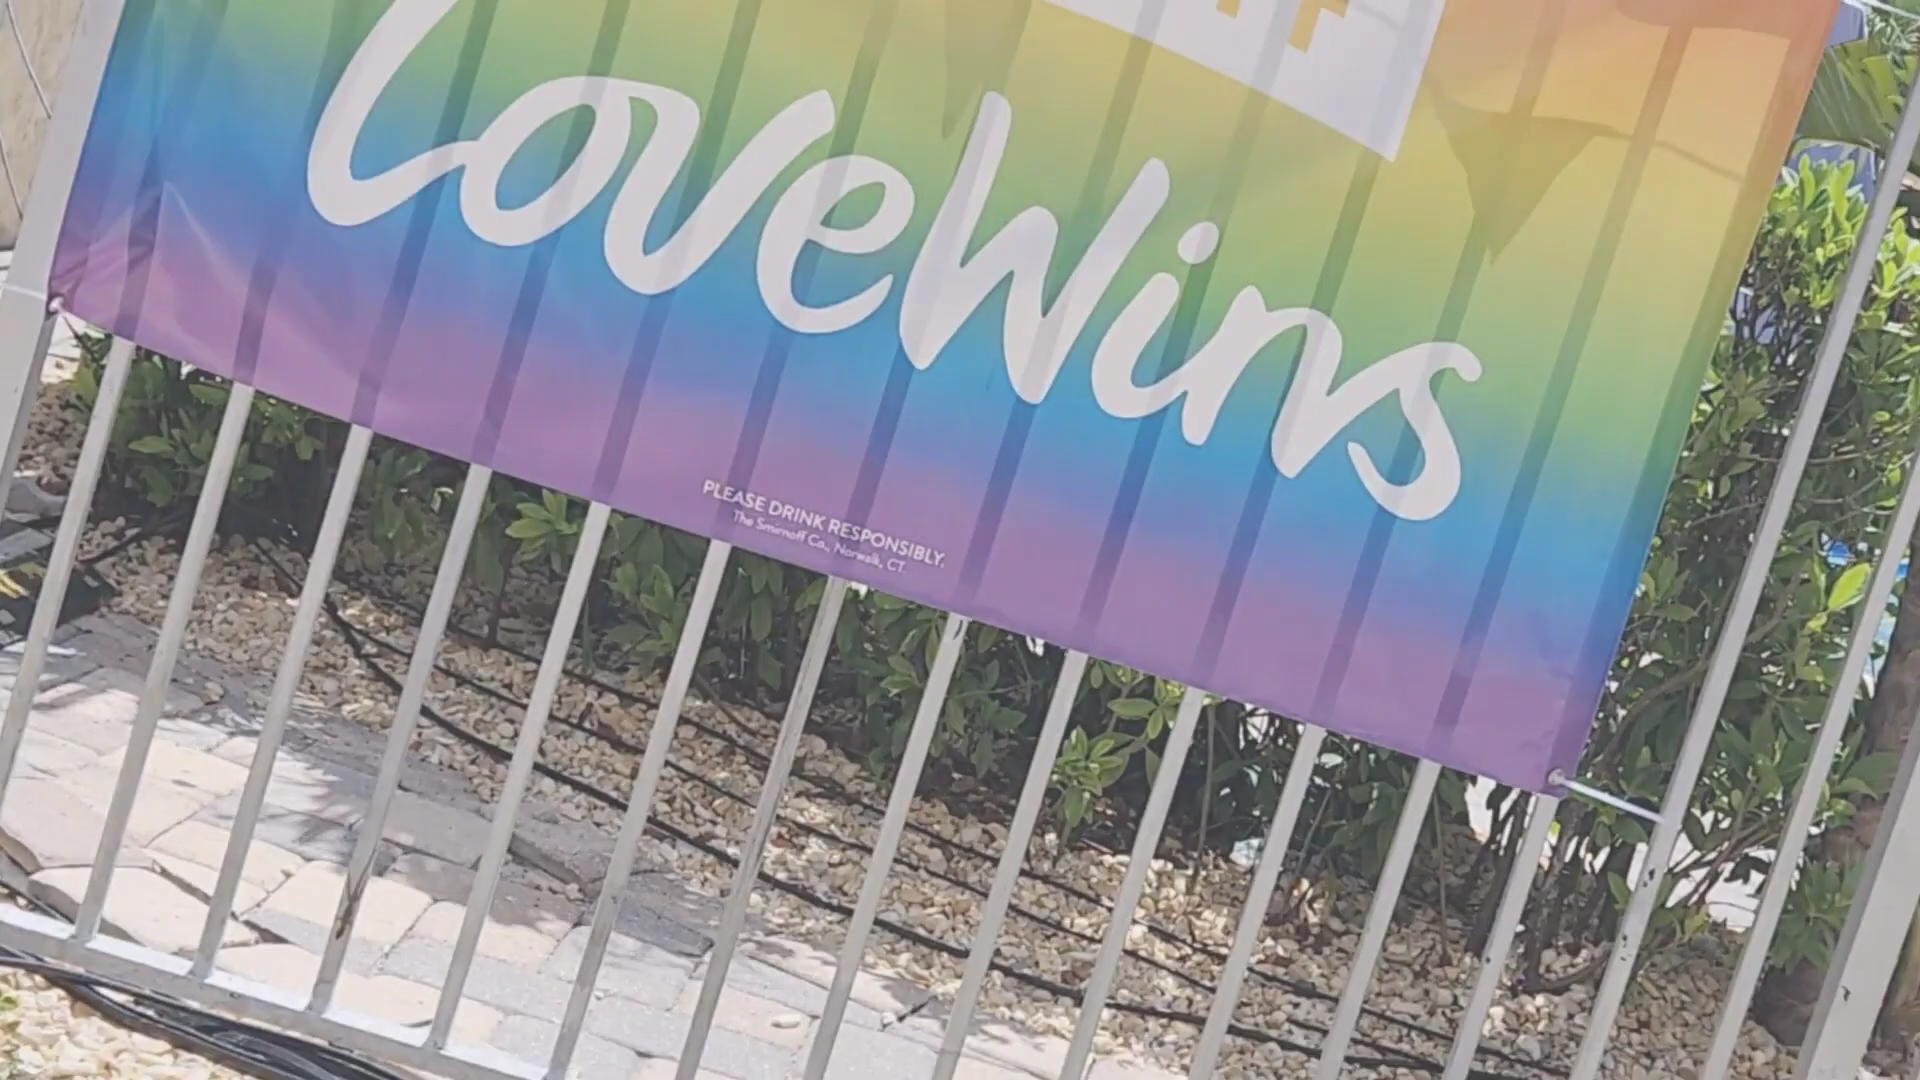 LoveWins
PLEASE DRINK RESPONSIBLY.
The Smirnoff Co., Norwalk, CT.